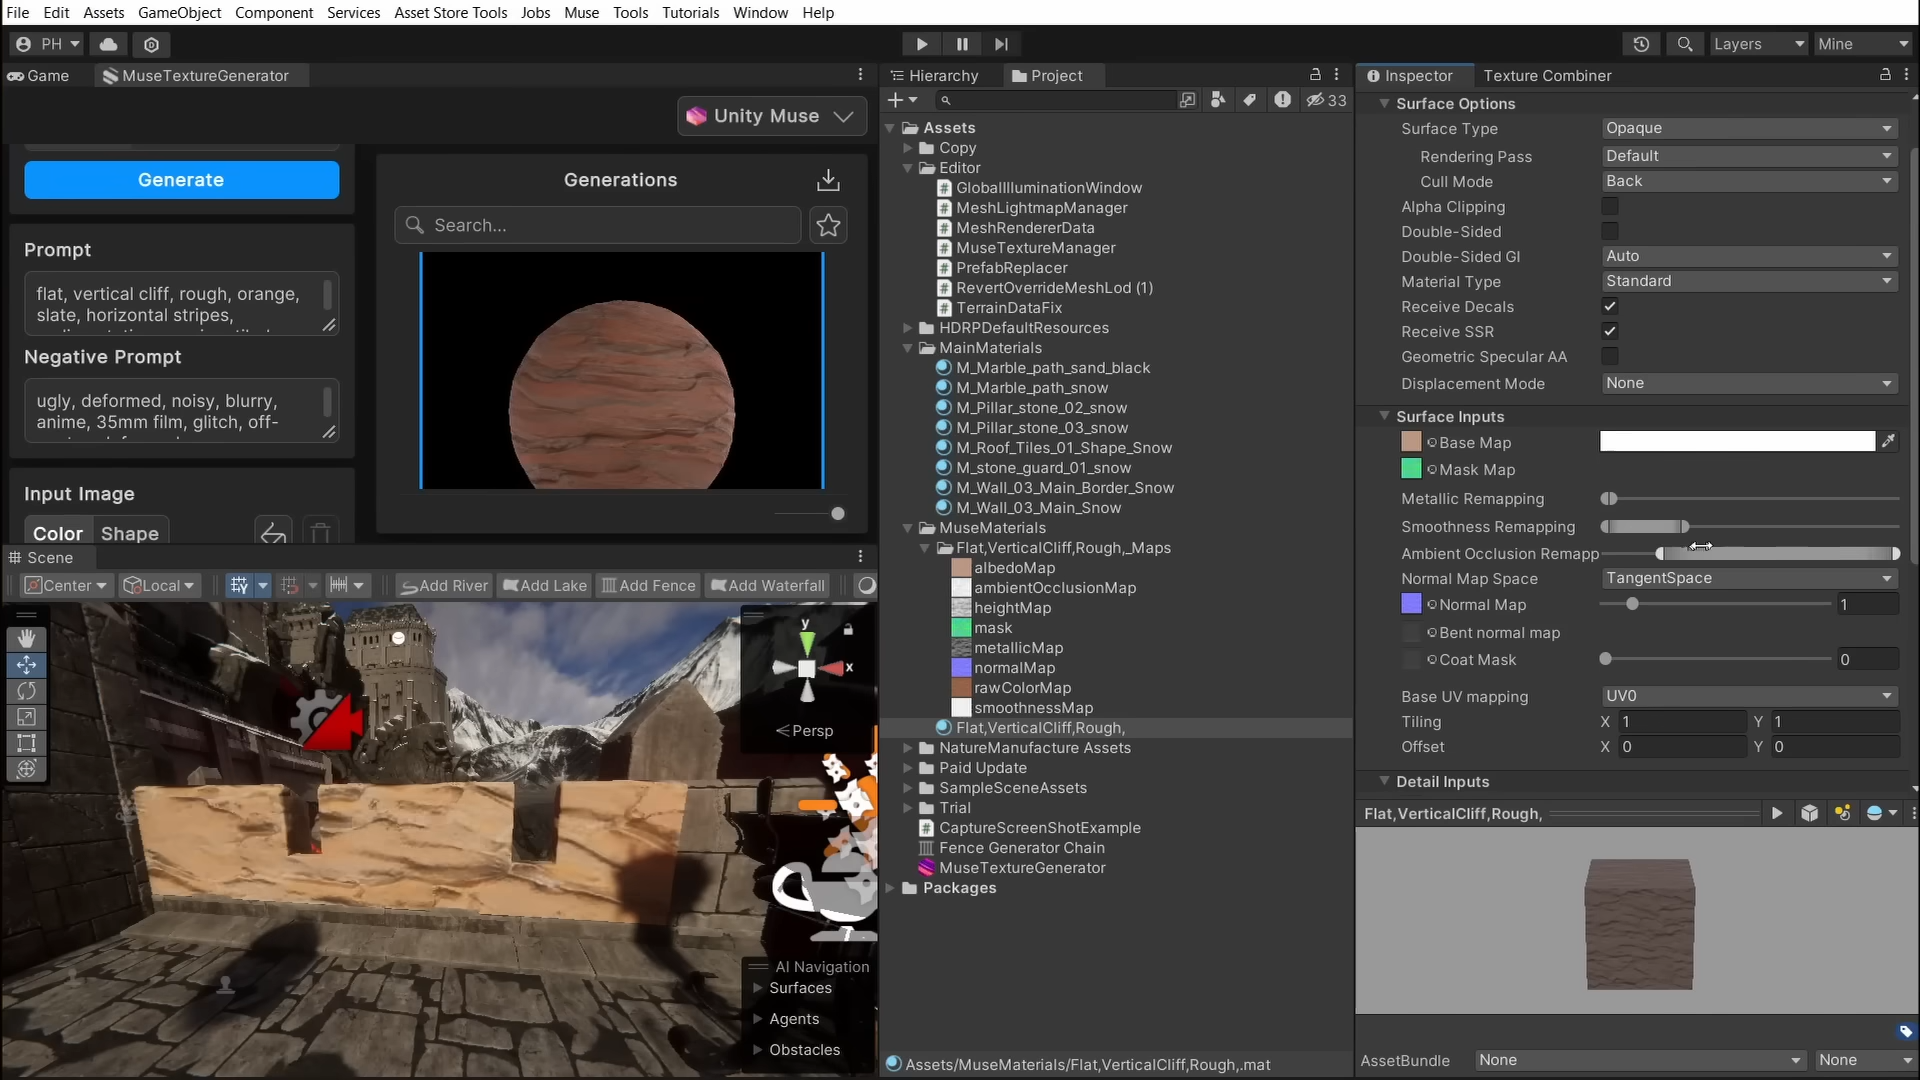 File Edit Assets GameObject Component Services Asset Store Tools Jobs Muse Tools Tutorials Window Help
PH
Layers
Mine
Game
MuseTextureGenerator
Unity Muse
Generate
Prompt
flat, vertical cliff, rough, orange,
slate, horizontal stripes,
Negative Prompt
ugly, deformed, noisy, blurry,
anime, 35mm film, glitch, off-
Input Image
Color Shape
Generations
Search...
Scene
Center
Local
Add River
Add Lake
Add Fence
Add Waterfall
y
x
Persp
AI Navigation
Surfaces
Agents
Obstacles
Hierarchy
Project
33
Assets
Copy
Editor
GlobalIlluminationWindow
MeshLightmapManager
MeshRendererData
MuseTextureManager
PrefabReplacer
RevertOverrideMeshLod (1)
TerrainDataFix
HDRPDefaultResources
MainMaterials
M_Marble_path_sand_black
M_Marble_path_snow
M_Pillar_stone_02_snow
M_Pillar_stone_03_snow
M_Roof_Tiles_01_Shape_Snow
M_stone_guard_01_snow
M_Wall_03_Main_Border_Snow
M_Wall_03_Main_Snow
MuseMaterials
Flat,VerticalCliff,Rough,_Maps
albedoMap
ambientOcclusionMap
heightMap
mask
metallicMap
normalMap
rawColorMap
smoothnessMap
Flat,VerticalCliff,Rough,
NatureManufacture Assets
Paid Update
SampleSceneAssets
Trial
CaptureScreenShotExample
Fence Generator Chain
MuseTextureGenerator
Packages
Assets/MuseMaterials/Flat,VerticalCliff,Rough,.mat
Inspector
Texture Combiner
Surface Options
Surface Type Opaque
Rendering Pass Default
Cull Mode Back
Alpha Clipping
Double-Sided
Double-Sided GI Auto
Material Type Standard
Receive Decals
Receive SSR
Geometric Specular AA
Displacement Mode None
Surface Inputs
Base Map
Mask Map
Metallic Remapping
Smoothness Remapping
Ambient Occlusion Remapp
Normal Map Space TangentSpace
Normal Map 1
Bent normal map
Coat Mask 0
Base UV mapping UV0
Tiling X 1 Y 1
Offset X 0 Y 0
Detail Inputs
Flat,VerticalCliff,Rough,
AssetBundle None None